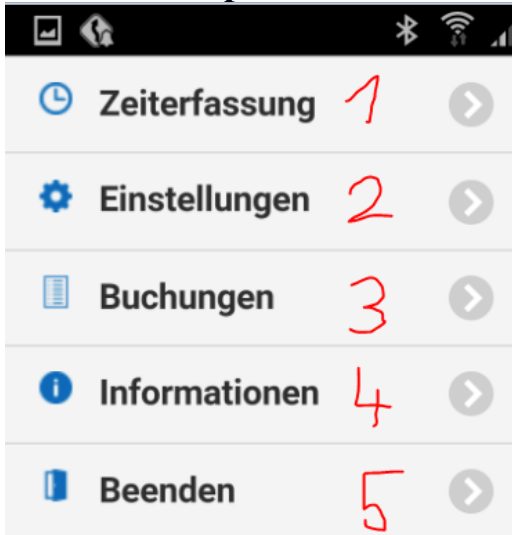 Zeiterfassung 1
Einstellungen 2
Buchungen 3
Informationen 4
Beenden 5